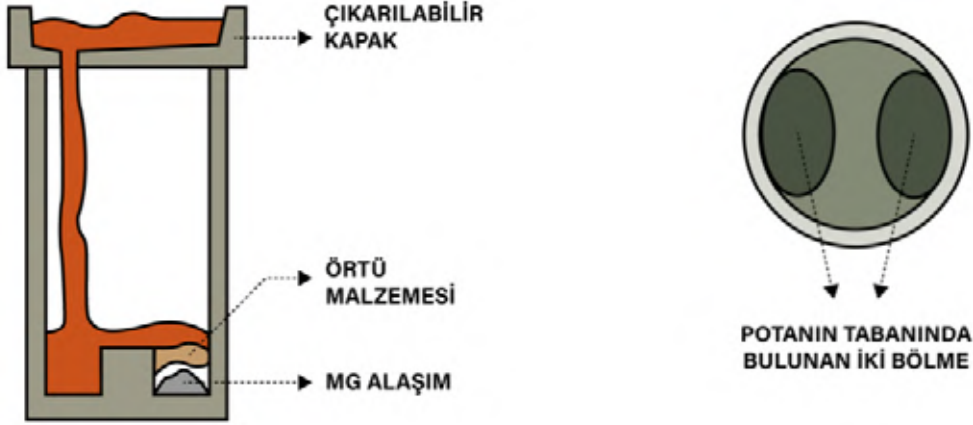 ÇIKARILABİLİR
KAPAK
ÖRTÜ
MALZEMESİ
MG ALAŞIM
POTANIN TABANINDA
BULUNAN İKİ BÖLME